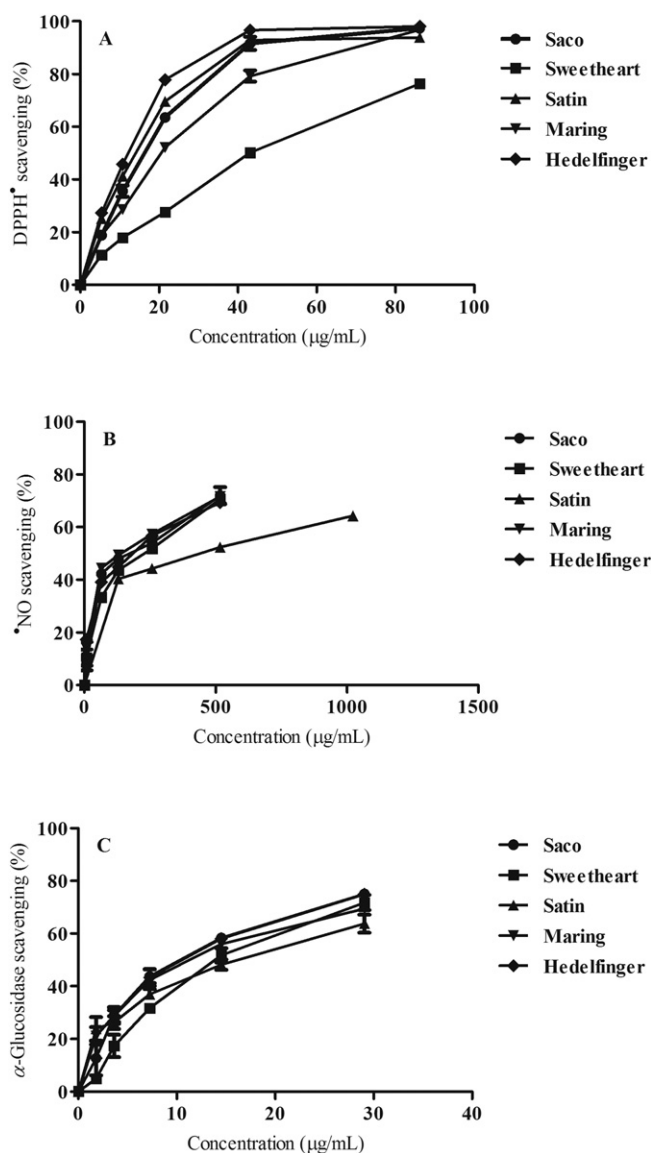 A
100
80
60
40
20
0
DPPH• scavenging (%)
0 20 40 60 80 100
Concentration (μg/mL)
Saco
Sweetheart
Satin
Maring
Hedelfinger
B
100
80
60
40
20
0
•NO scavenging (%)
0 500 1000 1500
Concentration (μg/mL)
Saco
Sweetheart
Satin
Maring
Hedelfinger
C
100
80
60
40
20
0
α-Glucosidase scavenging (%)
0 10 20 30 40
Concentration (μg/mL)
Saco
Sweetheart
Satin
Maring
Hedelfinger